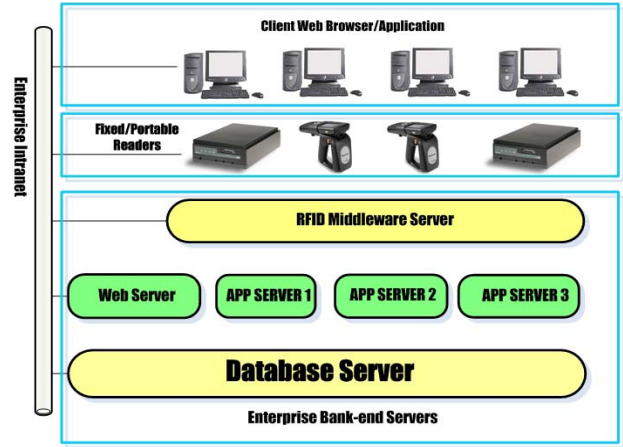 Client Web Browser/Application
Enterprise Intranet
Fixed/Portable
Readers
RFID Middleware Server
Web Server
APP SERVER 1
APP SERVER 2
APP SERVER 3
Database Server
Enterprise Bank-end Servers